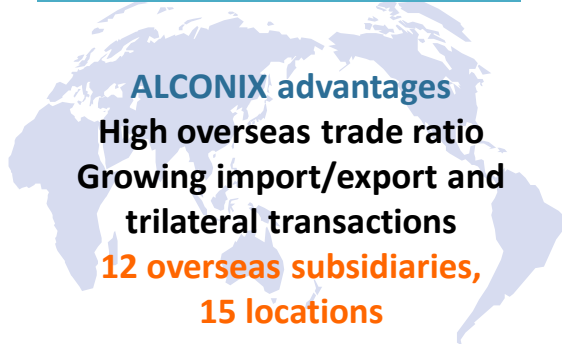 ALCONIX advantages
High overseas trade ratio
Growing import/export and
trilateral transactions
12 overseas subsidiaries,
15 locations